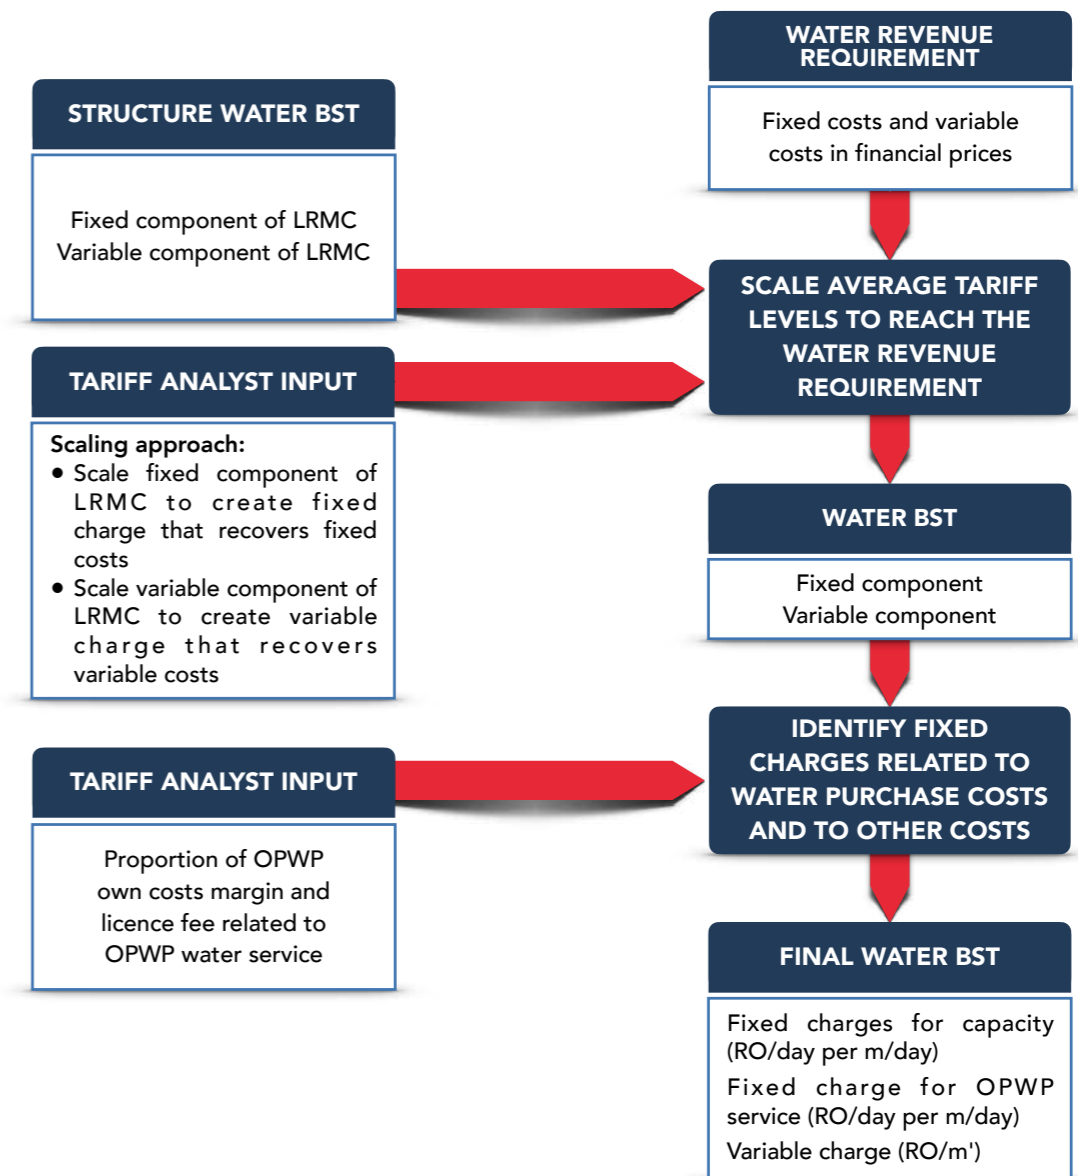 WATER REVENUE
REQUIREMENT
Fixed costs and variable
costs in financial prices
STRUCTURE WATER BST
Fixed component of LRMC
Variable component of LRMC
SCALE AVERAGE TARIFF
LEVELS TO REACH THE
WATER REVENUE
REQUIREMENT
TARIFF ANALYST INPUT
Scaling approach:
• Scale fixed component of
LRMC to create fixed
charge that recovers fixed
costs
• Scale variable component of
LRMC to create variable
charge that recovers
variable costs
WATER BST
Fixed component
Variable component
TARIFF ANALYST INPUT
Proportion of OPWP
own costs margin and
licence fee related to
OPWP water service
IDENTIFY FIXED
CHARGES RELATED TO
WATER PURCHASE COSTS
AND TO OTHER COSTS
FINAL WATER BST
Fixed charges for capacity
(RO/day per m/day)
Fixed charge for OPWP
service (RO/day per m/day)
Variable charge (RO/m')